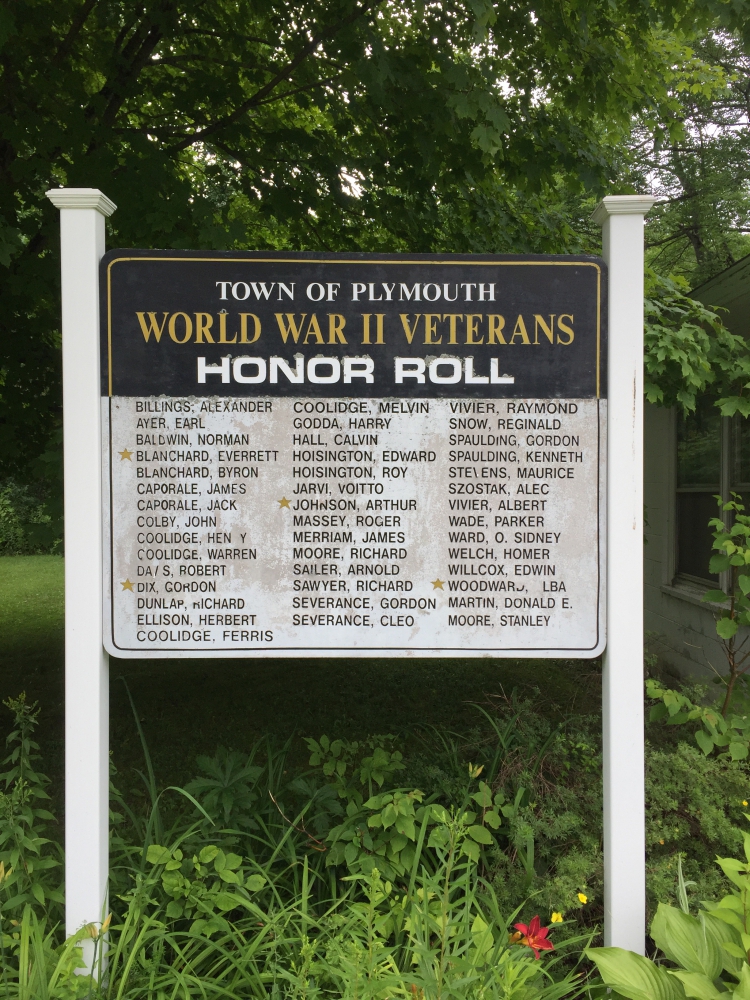 TOWN OF PLYMOUTH
WORLD WAR II VETERANS
HONOR ROLL
BILLINGS, ALEXANDER
AYER, EARL
BALDWIN, NORMAN
BLANCHARD, EVERRETT
BLANCHARD, BYRON
CAPORALE, JAMES
CAPORALE, JACK
COLBY, JOHN
COOLIDGE, HEN Y
COOLIDGE, WARREN
DAVIS, ROBERT
DIX, GORDON
DUNLAP, RICHARD
ELLISON, HERBERT
COOLIDGE, FERRIS
COOLIDGE, MELVIN
GODDA, HARRY
HALL, CALVIN
HOISINGTON, EDWARD
HOISINGTON, ROY
JARVI, VOITTO
JOHNSON, ARTHUR
MASSEY, ROGER
MERRIAM, JAMES
MOORE, RICHARD
SAILER, ARNOLD
SAWYER, RICHARD
SEVERANCE, GORDON
SEVERANCE, CLEO
VIVIER, RAYMOND
SNOW, REGINALD
SPAULDING, GORDON
SPAULDING, KENNETH
STEVENS, MAURICE
SZOSTAK, ALEC
VIVIER, ALBERT
WADE, PARKER
WARD, O. SIDNEY
WELCH, HOMER
WILLCOX, EDWIN
WOODWARD, LBA
MARTIN, DONALD E.
MOORE, STANLEY